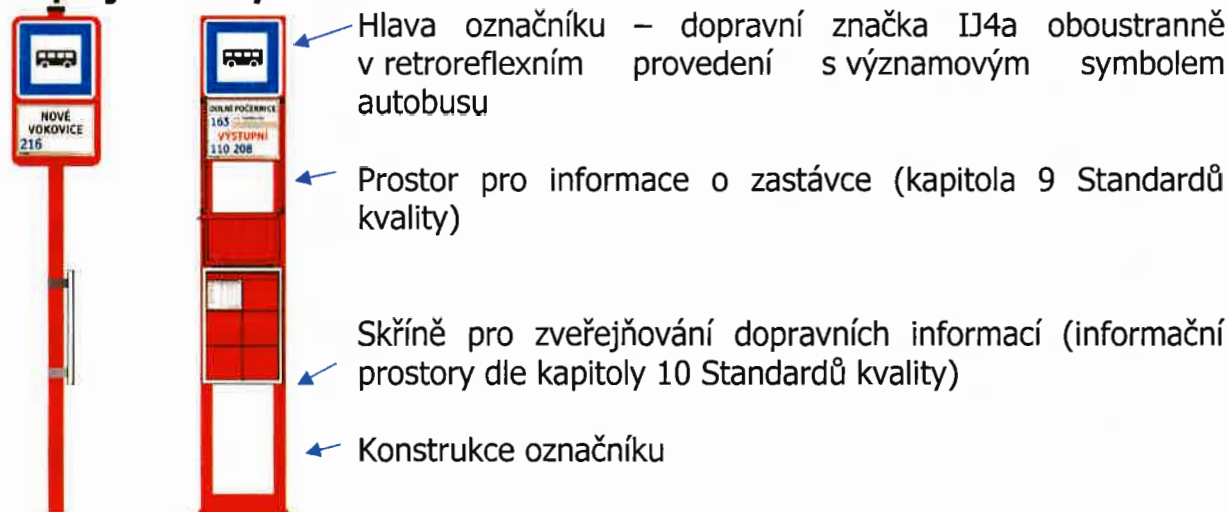 Hlava označníku – dopravní značka IJ4a oboustranně
v retroreflexním provedení s významovým symbolem
autobusu
NOVÉ
VOKOVICE
216
DOLNÍ POČERNICE
163
VÝSTUPNÍ
110 208
Prostor pro informace o zastávce (kapitola 9 Standardů
kvality)
Skříně pro zveřejňování dopravních informací (informační
prostory dle kapitoly 10 Standardů kvality)
Konstrukce označníku